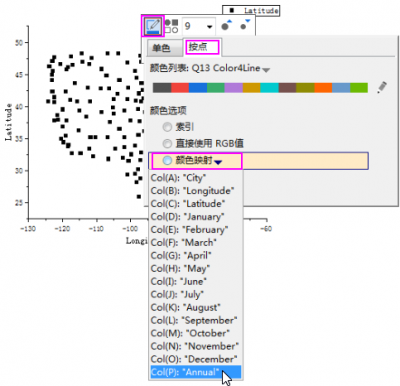 Latitude
9
单色
按点
颜色列表: Q13 Color4Line
颜色选项
索引
直接使用 RGB值
颜色映射
Col(A): "City"
Col(B): "Longitude"
Col(C): "Latitude"
Col(D): "January"
Col(E): "February"
Col(F): "March"
Col(G): "April"
Col(H): "May"
Col(I): "June"
Col(J): "July"
Col(K): "August"
Col(L): "September"
Col(M): "October"
Col(N): "November"
Col(O): "December"
Col(P): "Annual"
50
45
40
35
30
25
Latitude
-130
-120
-110
-100
-60
Longi